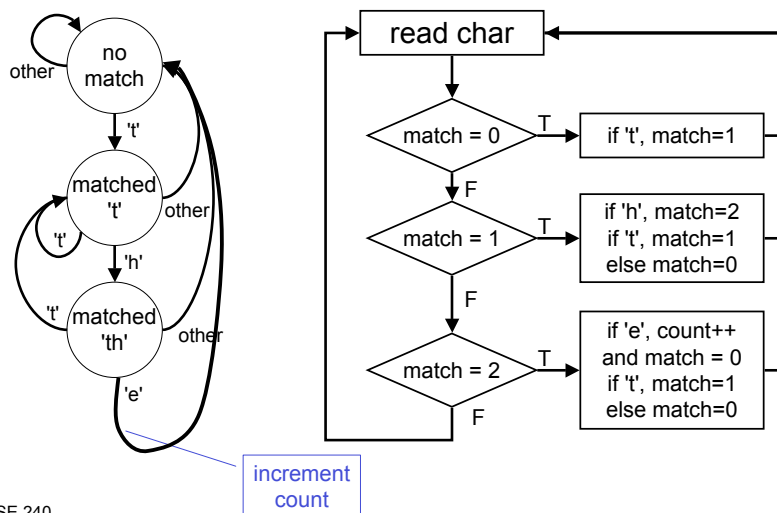 no
match
other
't'
matched
't'
other
't'
'h'
't'
matched
'th'
other
'e'
increment
count
read char
match = 0
T
if 't', match=1
F
match = 1
T
if 'h', match=2
if 't', match=1
else match=0
F
match = 2
T
if 'e', count++
and match = 0
if 't', match=1
else match=0
F
SE 240